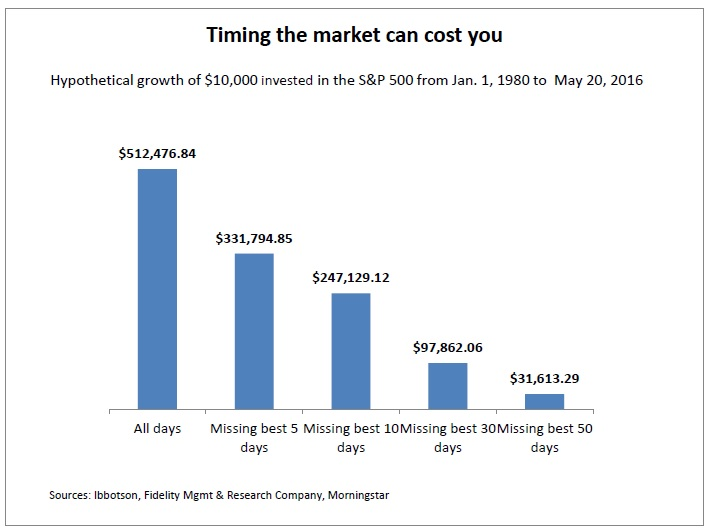 Timing the market can cost you
Hypothetical growth of $10,000 invested in the S&P 500 from Jan. 1, 1980 to May 20, 2016
$512,476.84
$331,794.85
$247,129.12
$97,862.06
$31,613.29
All days
Missing best 5
days
Missing best 10
days
Missing best 30
days
Missing best 50
days
Sources: Ibbotson, Fidelity Mgmt & Research Company, Morningstar